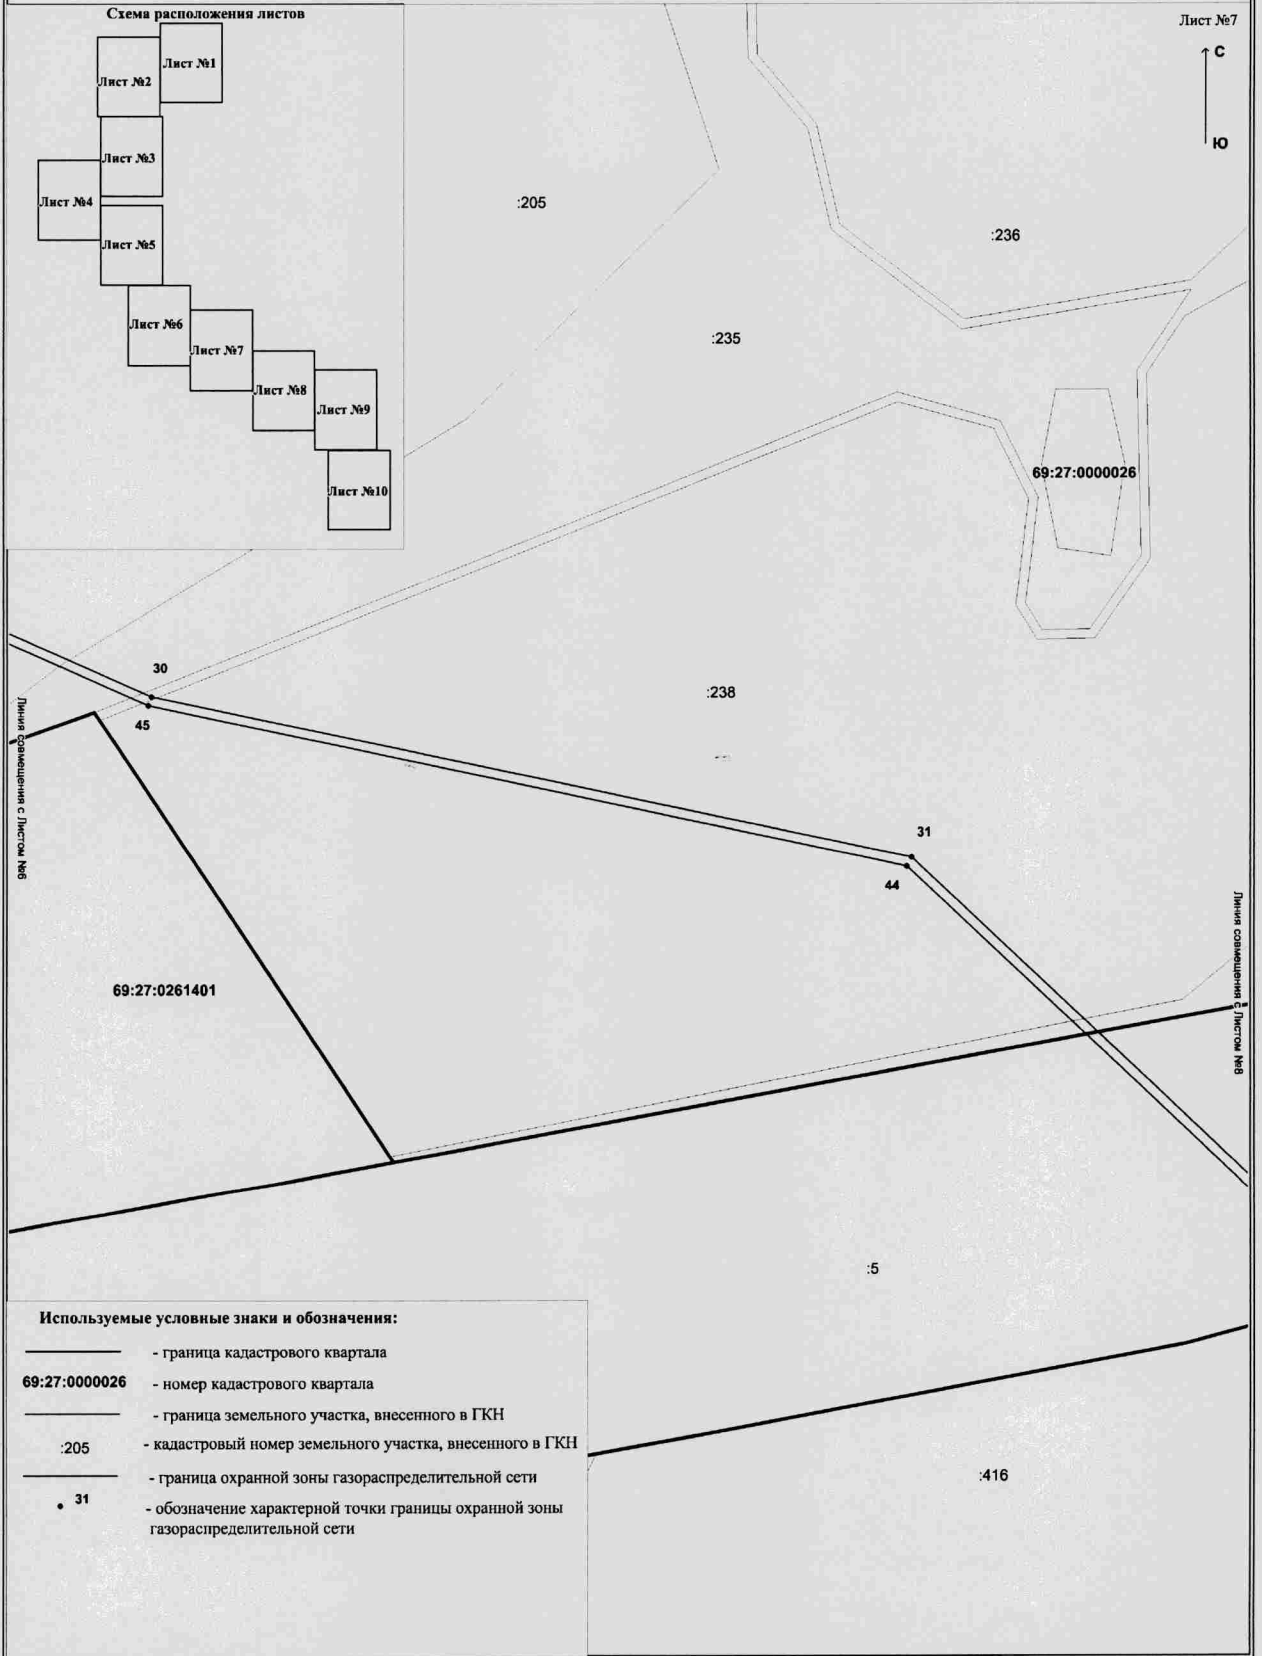 Схема расположения листов
Лист №1
Лист №2
Лист №3
Лист №4
Лист №5
Лист №6
Лист №7
Лист №8
Лист №9
Лист №10
Лист №7
С
Ю
:205
:236
:235
69:27:0000026
30
45
:238
31
44
Линия совмещения с Листом №6
Линия совмещения с Листом №8
69:27:0261401
:5
:416
Используемые условные знаки и обозначения:
- граница кадастрового квартала
69:27:0000026 - номер кадастрового квартала
- граница земельного участка, внесенного в ГКН
:205 - кадастровый номер земельного участка, внесенного в ГКН
- граница охранной зоны газораспределительной сети
31 - обозначение характерной точки границы охранной зоны
газораспределительной сети